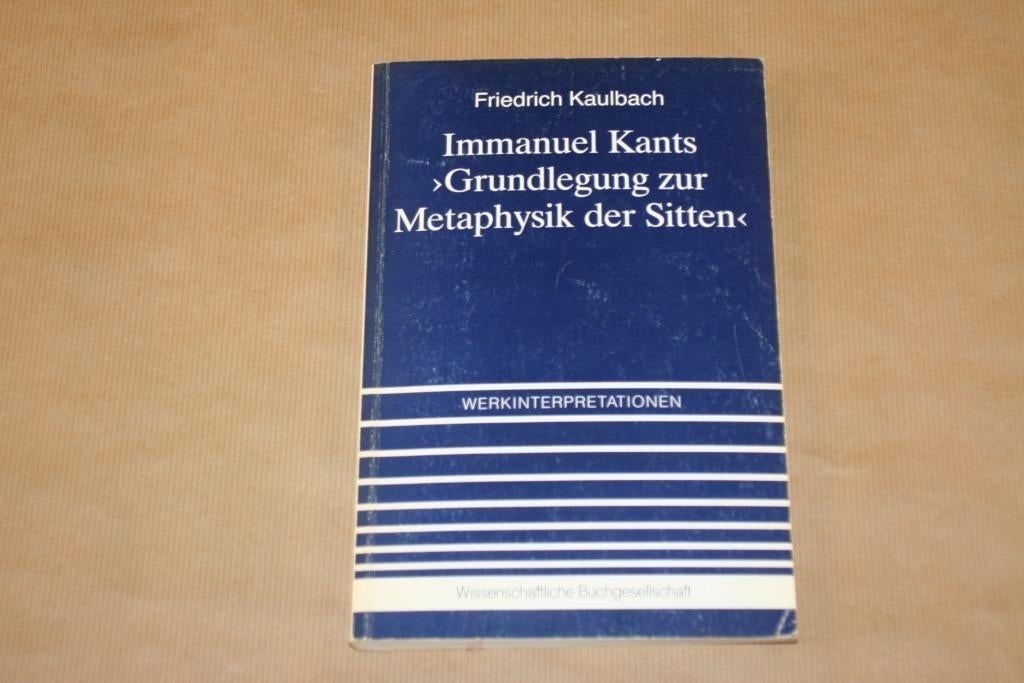 Friedrich Kaulbach
Immanuel Kants
›Grundlegung zur
Metaphysik der Sitten‹
WERKINTERPRETATIONEN
Wissenschaftliche Buchgesellschaft